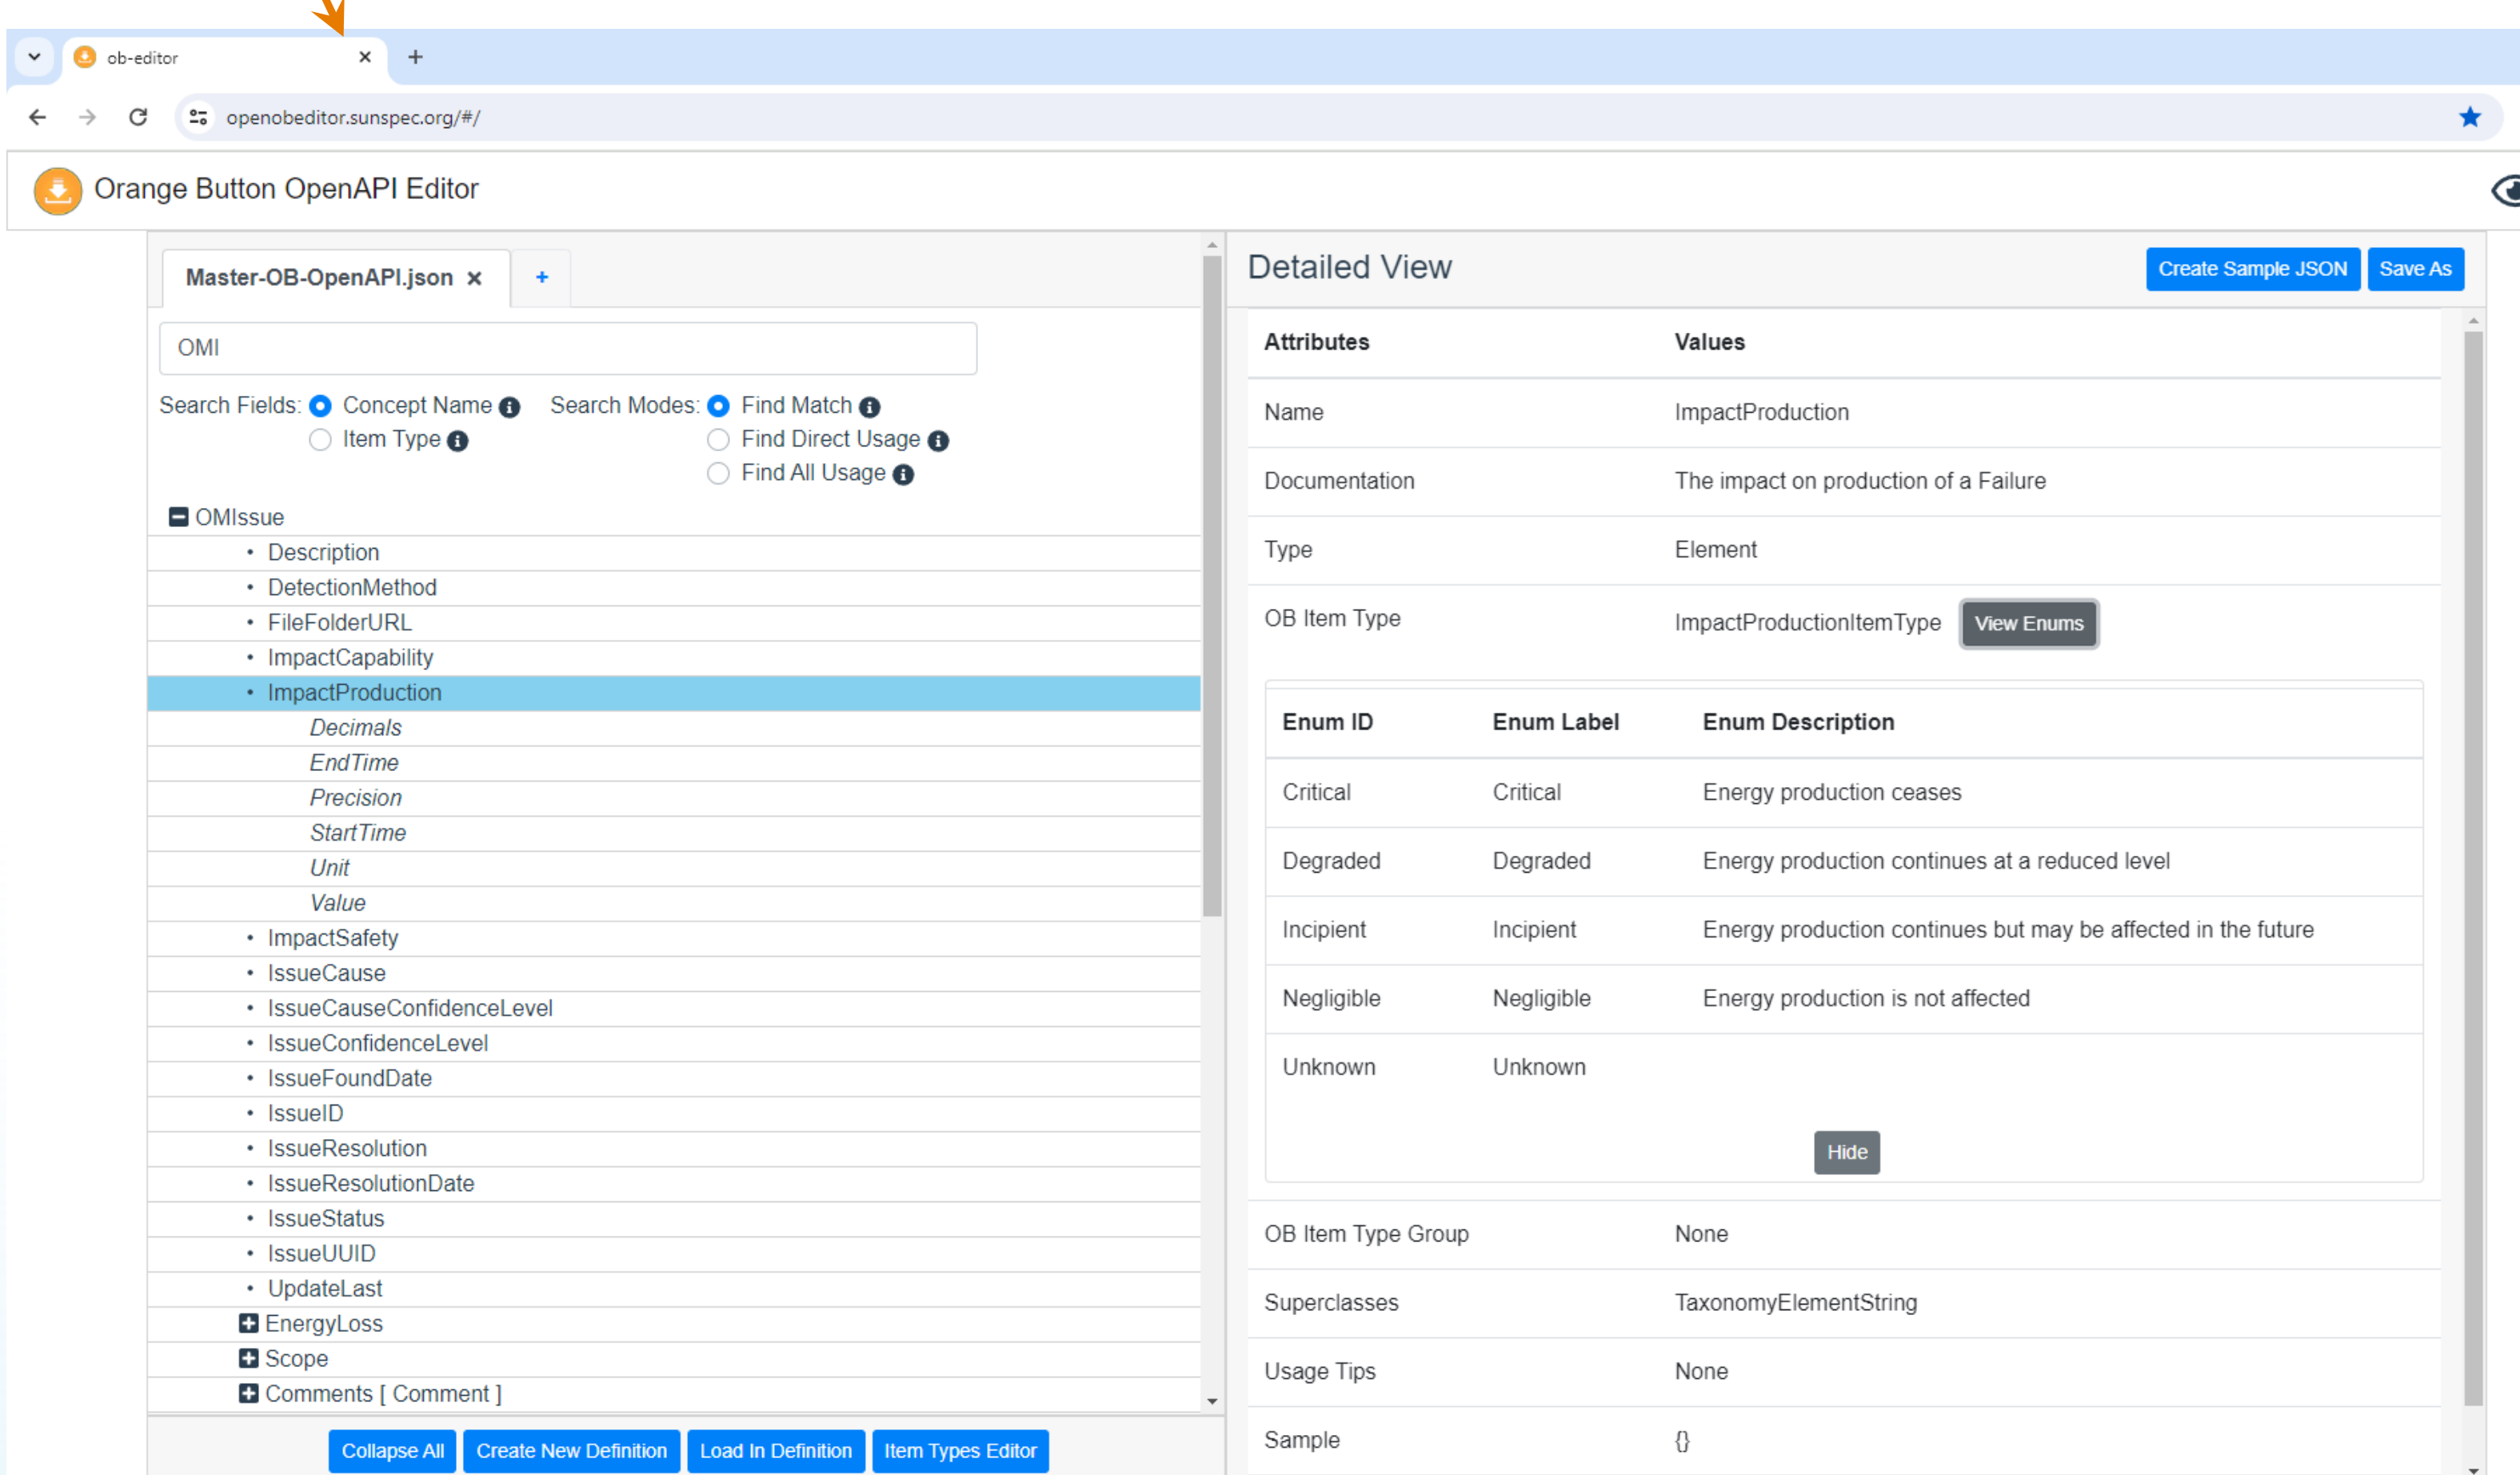 ob-editor
openobeditor.sunspec.org/#/
Orange Button OpenAPI Editor
Master-OB-OpenAPI.json
+
OMI
Search Fields: Concept Name Search Modes: Find Match
Item Type Find Direct Usage
Find All Usage
OMIssue
Description
DetectionMethod
FileFolderURL
ImpactCapability
ImpactProduction
Decimals
EndTime
Precision
StartTime
Unit
Value
ImpactSafety
IssueCause
IssueCauseConfidenceLevel
IssueConfidenceLevel
IssueFoundDate
IssueID
IssueResolution
IssueResolutionDate
IssueStatus
IssueUUID
UpdateLast
EnergyLoss
Scope
Comments [ Comment ]
Collapse All Create New Definition Load In Definition Item Types Editor
Detailed View Create Sample JSON Save As
Attributes Values
Name ImpactProduction
Documentation The impact on production of a Failure
Type Element
OB Item Type ImpactProductionItemType View Enums
Enum ID Enum Label Enum Description
Critical Critical Energy production ceases
Degraded Degraded Energy production continues at a reduced level
Incipient Incipient Energy production continues but may be affected in the future
Negligible Negligible Energy production is not affected
Unknown Unknown
Hide
OB Item Type Group None
Superclasses TaxonomyElementString
Usage Tips None
Sample {}